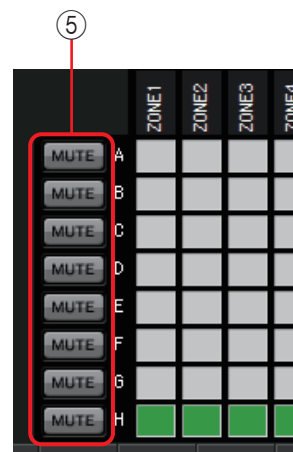 ⑤
ZONE1 ZONE2 ZONE3 ZONE4
MUTE A
MUTE B
MUTE C
MUTE D
MUTE E
MUTE F
MUTE G
MUTE H